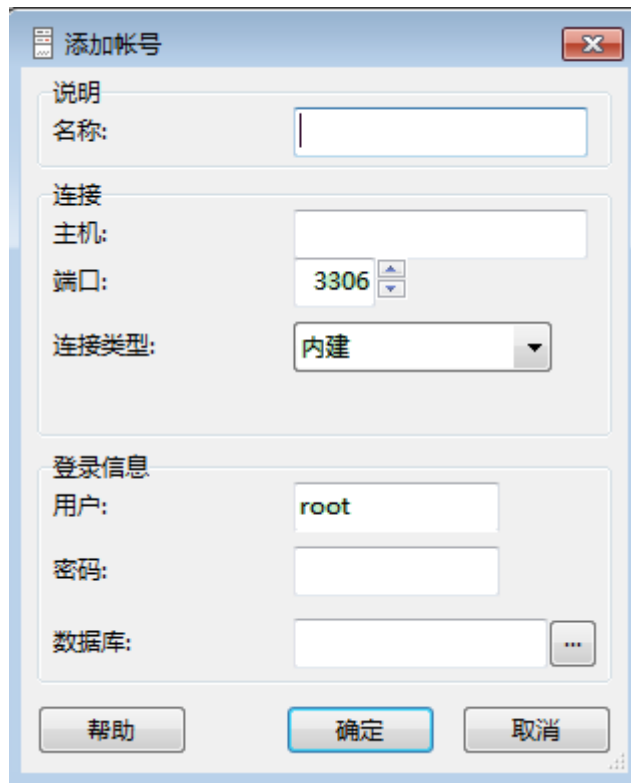 添加帐号
说明
名称:
连接
主机:
端口: 3306
连接类型: 内建
登录信息
用户: root
密码:
数据库: ...
帮助 确定 取消